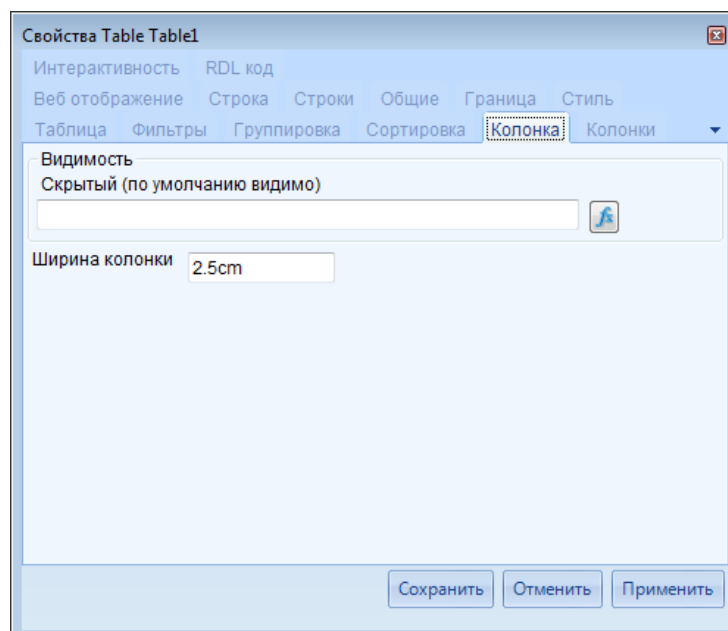 Свойства Table Table1
Интерактивность RDL код
Веб отображение Строка Строки Общие Граница Стиль
Таблица Фильтры Группировка Сортировка Колонка Колонки
Видимость
Скрытый (по умолчанию видимо)
fx
Ширина колонки 2.5cm
Сохранить Отменить Применить